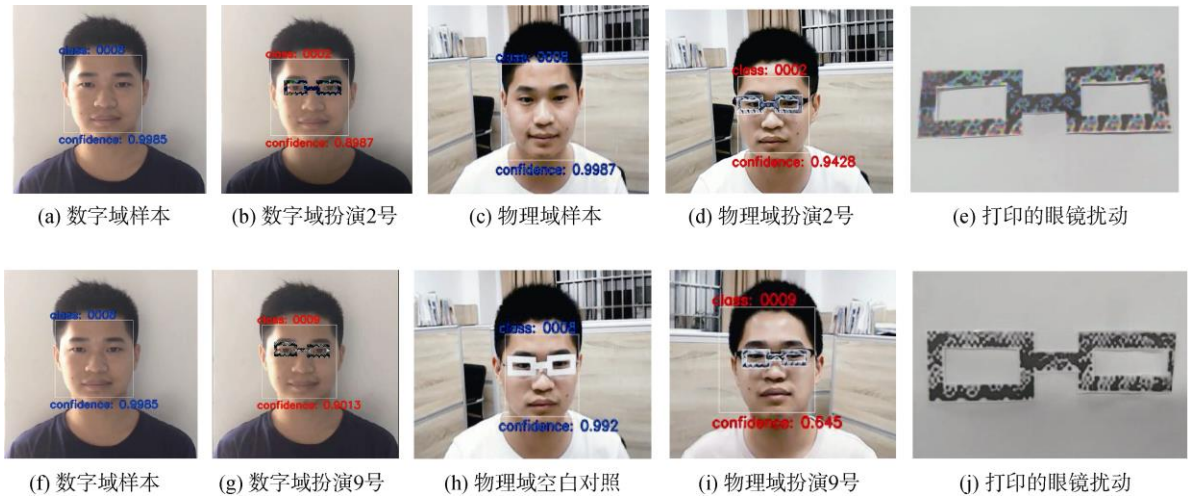 class: 0008
confidence: 0.9985
class: 0002
confidence: 0.8987
class: 0008
confidence: 0.9987
class: 0002
confidence: 0.9428
(a) 数字域样本
(b) 数字域扮演2号
(c) 物理域样本
(d) 物理域扮演2号
(e) 打印的眼镜扰动
class: 0008
confidence: 0.9985
class: 0009
confidence: 0.9013
class: 0008
confidence: 0.992
class: 0009
confidence: 0.645
(f) 数字域样本
(g) 数字域扮演9号
(h) 物理域空白对照
(i) 物理域扮演9号
(j) 打印的眼镜扰动